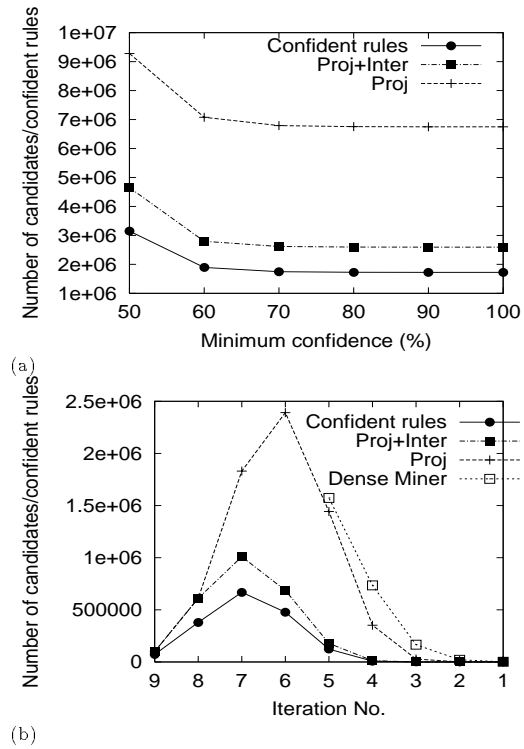 Number of candidates/confident rules
1e+07
9e+06
8e+06
7e+06
6e+06
5e+06
4e+06
3e+06
2e+06
1e+06
Confident rules
Proj+Inter
Proj
50 60 70 80 90 100
Minimum confidence (%)
(a)
Number of candidates/confident rules
2.5e+06
2e+06
1.5e+06
1e+06
500000
0
Confident rules
Proj+Inter
Proj
Dense Miner
9 8 7 6 5 4 3 2 1
Iteration No.
(b)